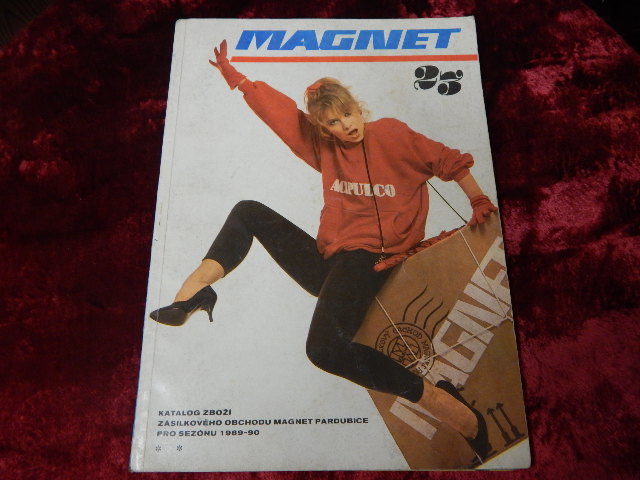 MAGNET
25
ACAPULCO
MAGNET
KATALOG ZBOŽÍ
ZÁSILKOVÉHO OBCHODU MAGNET PARDUBICE
PRO SEZÓNU 1989-90
* *